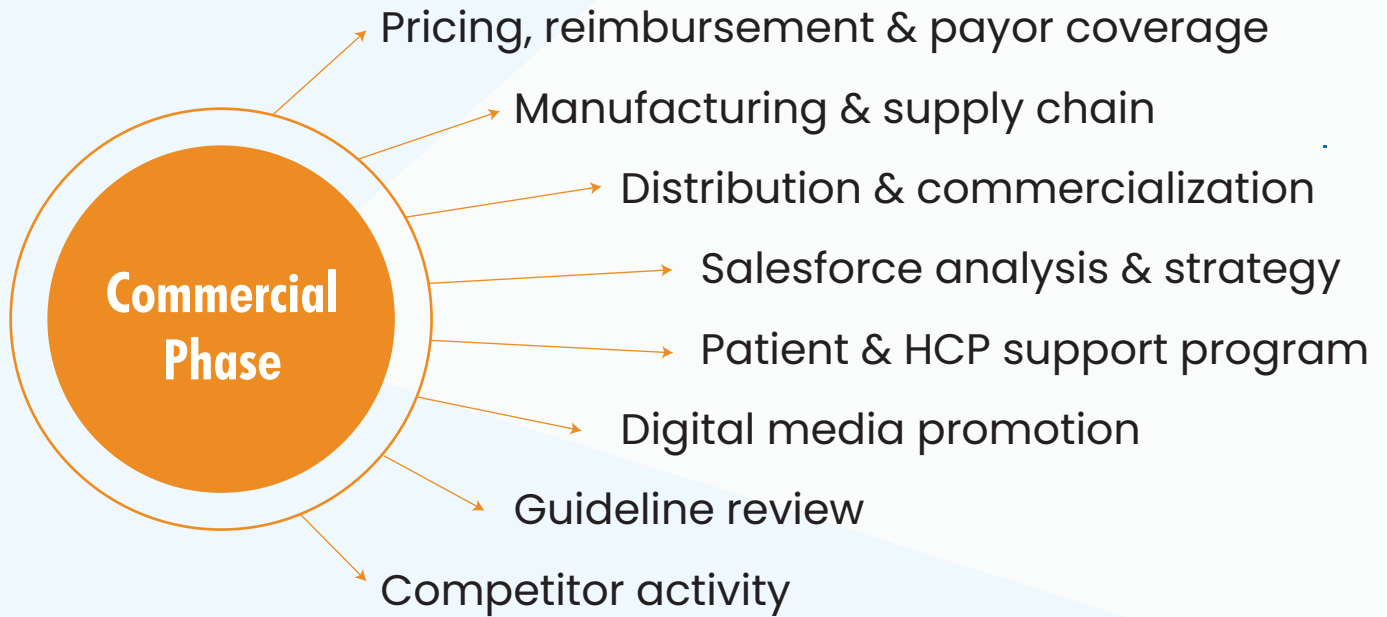 Pricing, reimbursement & payor coverage
Manufacturing & supply chain
Distribution & commercialization
Salesforce analysis & strategy
Commercial
Phase
Patient & HCP support program
Digital media promotion
Guideline review
Competitor activity